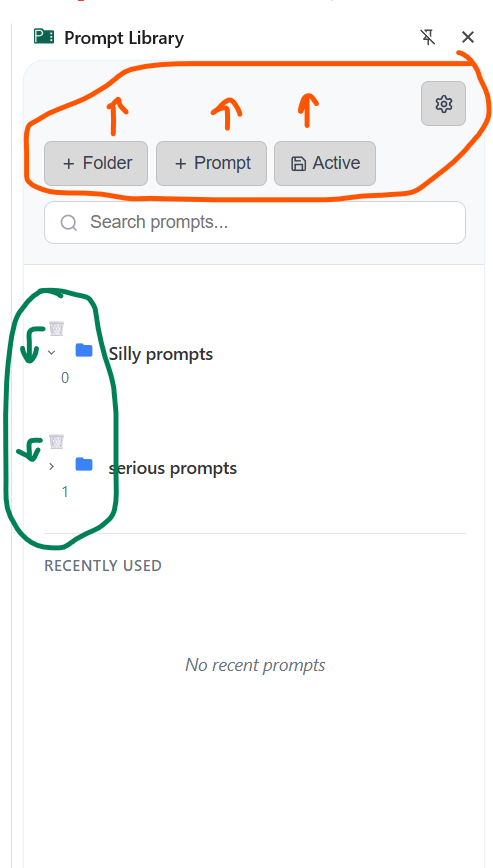 Prompt Library
+ Folder
+ Prompt
Active
Search prompts...
Silly prompts
0
serious prompts
1
RECENTLY USED
No recent prompts